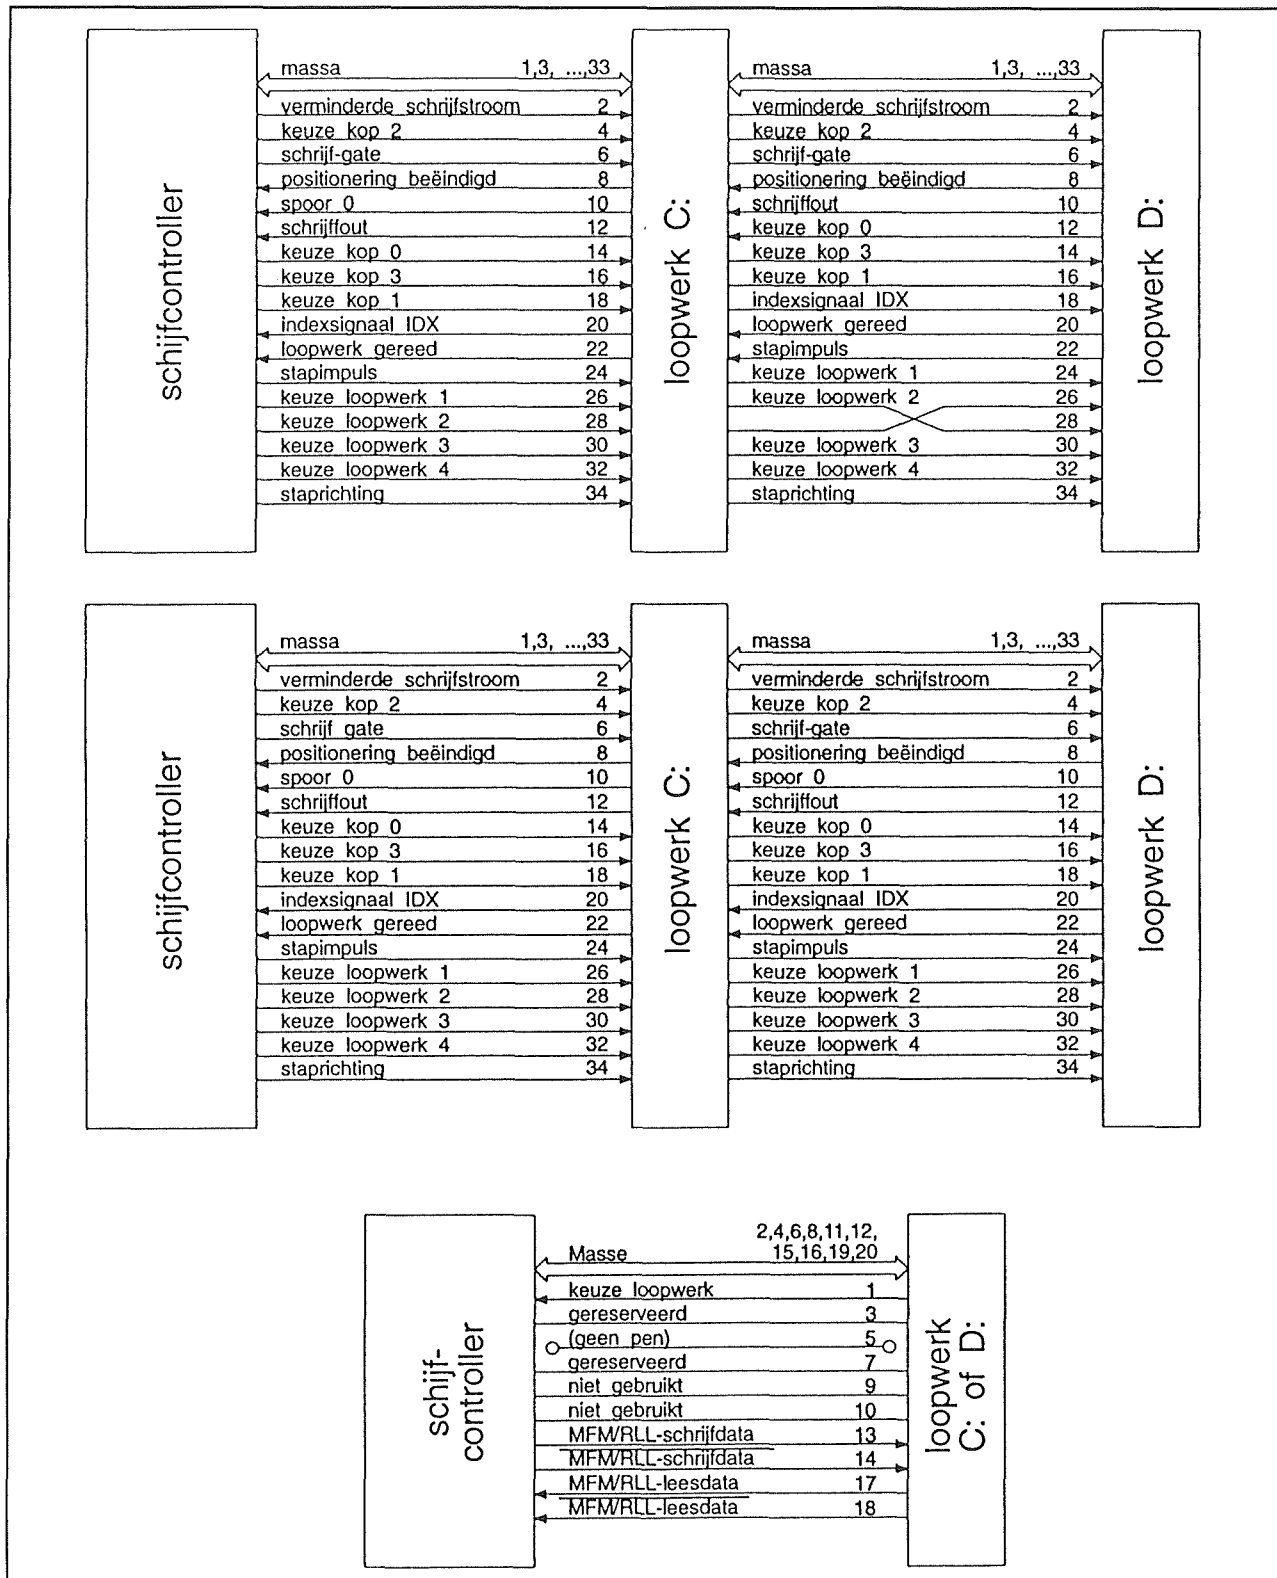 schijfcontroller
massa 1,3, ...,33
verminderde schrijfstroom 2
keuze kop 2 4
schrijf-gate 6
positionering beëindigd 8
spoor 0 10
schrijffout 12
keuze kop 0 14
keuze kop 3 16
keuze kop 1 18
indexsignaal IDX 20
loopwerk gereed 22
stapimpuls 24
keuze loopwerk 1 26
keuze loopwerk 2 28
keuze loopwerk 3 30
keuze loopwerk 4 32
staprichting 34
loopwerk C:
massa 1,3, ...,33
verminderde schrijfstroom 2
keuze kop 2 4
schrijf-gate 6
positionering beëindigd 8
schrijffout 10
keuze kop 0 12
keuze kop 3 14
keuze kop 1 16
indexsignaal IDX 18
loopwerk gereed 20
stapimpuls 22
keuze loopwerk 1 24
keuze loopwerk 2 26
28
keuze loopwerk 3 30
keuze loopwerk 4 32
staprichting 34
loopwerk D:
schijfcontroller
massa 1,3, ...,33
verminderde schrijfstroom 2
keuze kop 2 4
schrijf gate 6
positionering beëindigd 8
spoor 0 10
schrijffout 12
keuze kop 0 14
keuze kop 3 16
keuze kop 1 18
indexsignaal IDX 20
loopwerk gereed 22
stapimpuls 24
keuze loopwerk 1 26
keuze loopwerk 2 28
keuze loopwerk 3 30
keuze loopwerk 4 32
staprichting 34
loopwerk C:
massa 1,3, ...,33
verminderde schrijfstroom 2
keuze kop 2 4
schrijf-gate 6
positionering beëindigd 8
spoor 0 10
schrijffout 12
keuze kop 0 14
keuze kop 3 16
keuze kop 1 18
indexsignaal IDX 20
loopwerk gereed 22
stapimpuls 24
keuze loopwerk 1 26
keuze loopwerk 2 28
keuze loopwerk 3 30
keuze loopwerk 4 32
staprichting 34
loopwerk D:
schijf-
controller
2,4,6,8,11,12,
Masse 15,16,19,20
keuze loopwerk 1
gereserveerd 3
(geen pen) 5
gereserveerd 7
niet gebruikt 9
niet gebruikt 10
MFM/RLL-schrijfdata 13
MFM/RLL-schrijfdata 14
MFM/RLL-leesdata 17
MFM/RLL-leesdata 18
loopwerk
C: of D: